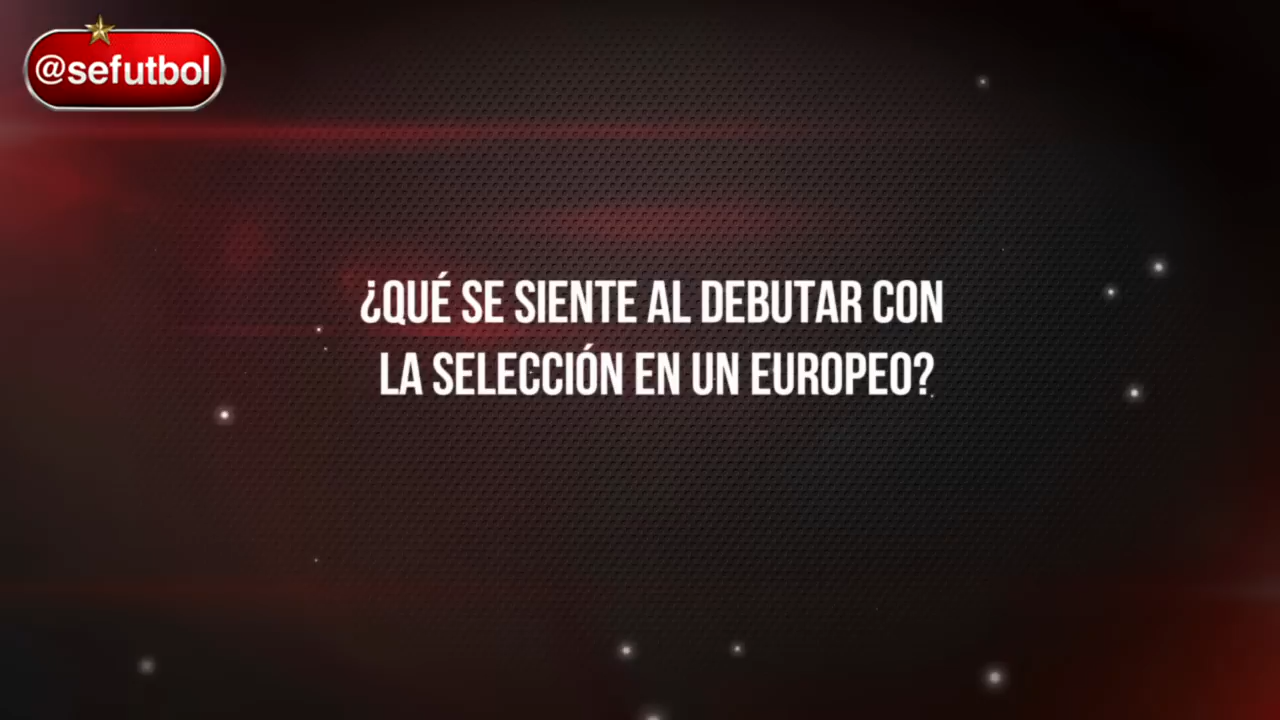 @sefutbol
¿QUÉ SE SIENTE AL DEBUTAR CON
LA SELECCIÓN EN UN EUROPEO?